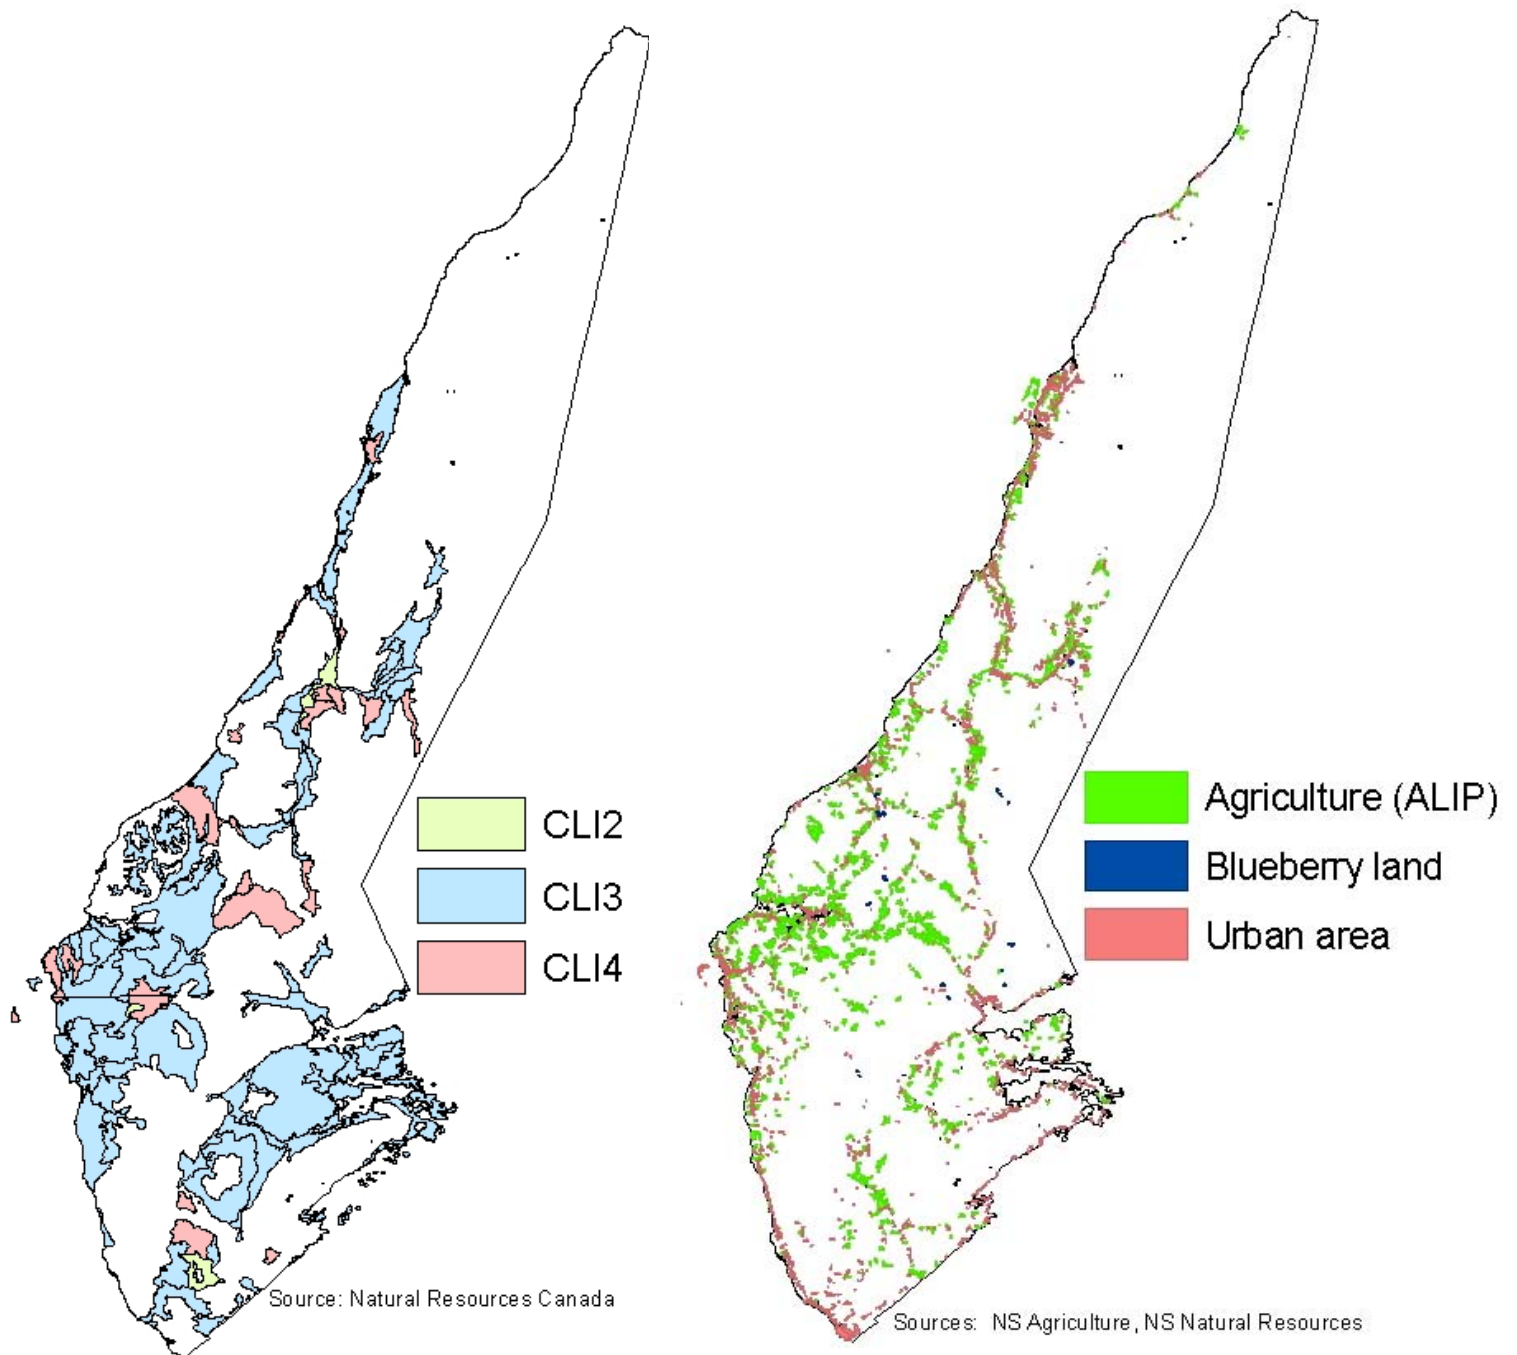 CLI2
CLI3
CLI4
Source: Natural Resources Canada
Agriculture (ALIP)
Blueberry land
Urban area
Sources: NS Agriculture, NS Natural Resources